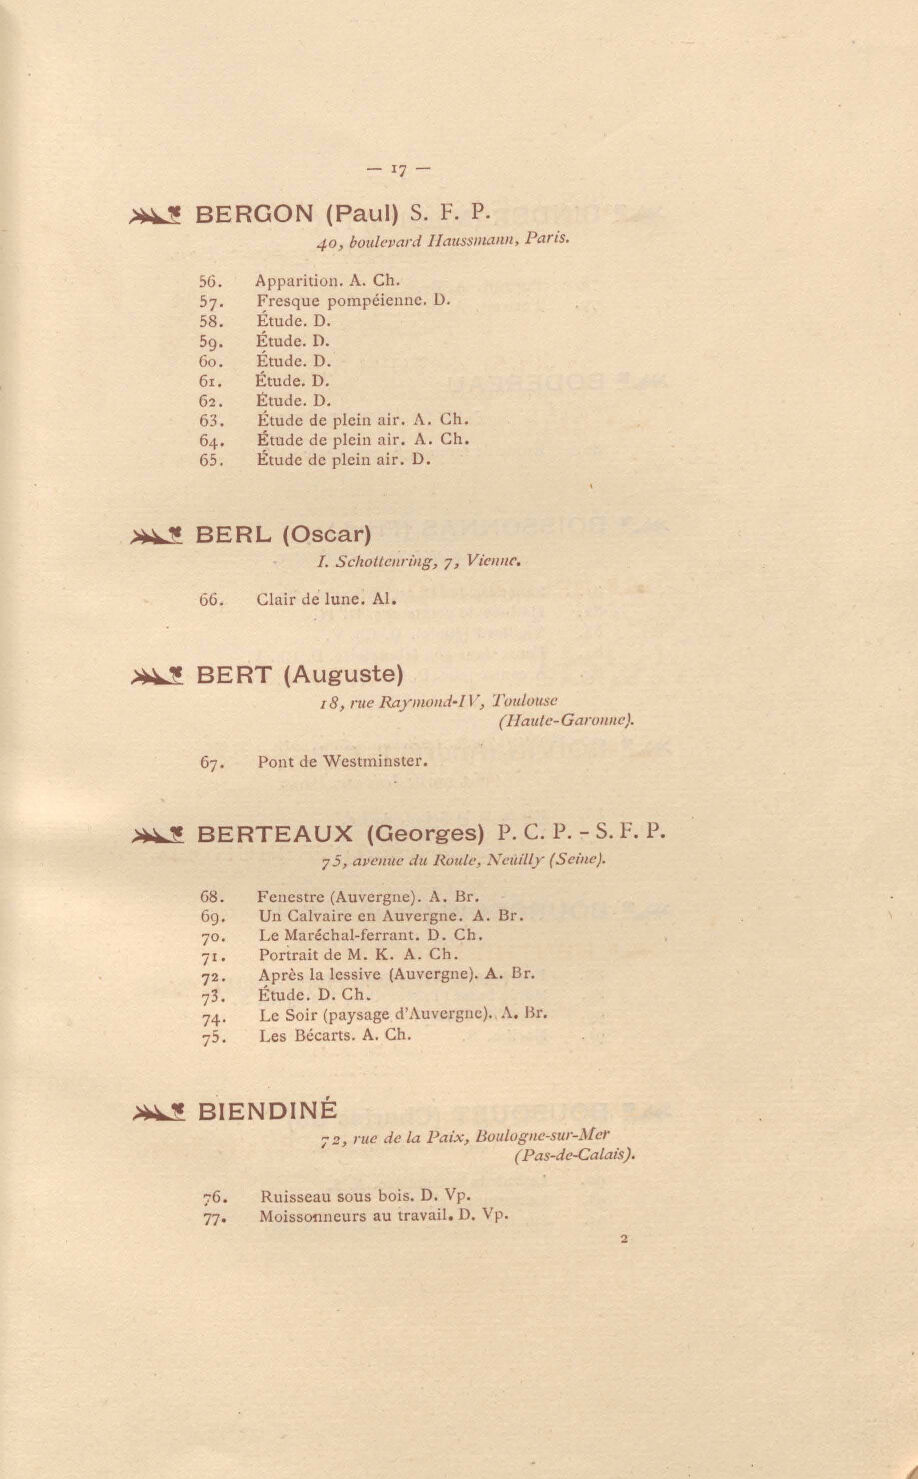 — 17 —
BERGON (Paul) S. F. P.
40, boulevard Haussmann, Paris.
56. Apparition. A. Ch.
57. Fresque pompéienne. D.
58. Étude. D.
59. Étude. D.
60. Étude. D.
61. Étude. D.
62. Étude. D.
63. Étude de plein air. A. Ch.
64. Étude de plein air. A. Ch.
65. Étude de plein air. D.
BERL (Oscar)
I. Schottenring, 7, Vienne.
66. Clair de lune. Al.
BERT (Auguste)
18, rue Raymond-IV, Toulouse
(Haute-Garonne).
67. Pont de Westminster.
BERTEAUX (Georges) P. C. P. - S. F. P.
75, avenue du Roule, Neuilly (Seine).
68. Fenestre (Auvergne). A. Br.
69. Un Calvaire en Auvergne. A. Br.
70. Le Maréchal-ferrant. D. Ch.
71. Portrait de M. K. A. Ch.
72. Après la lessive (Auvergne). A. Br.
73. Étude. D. Ch.
74. Le Soir (paysage d'Auvergne). A. Br.
75. Les Bécarts. A. Ch.
BIENDINÉ
72, rue de la Paix, Boulogne-sur-Mer
(Pas-de-Calais).
76. Ruisseau sous bois. D. Vp.
77. Moissonneurs au travail. D. Vp.
2